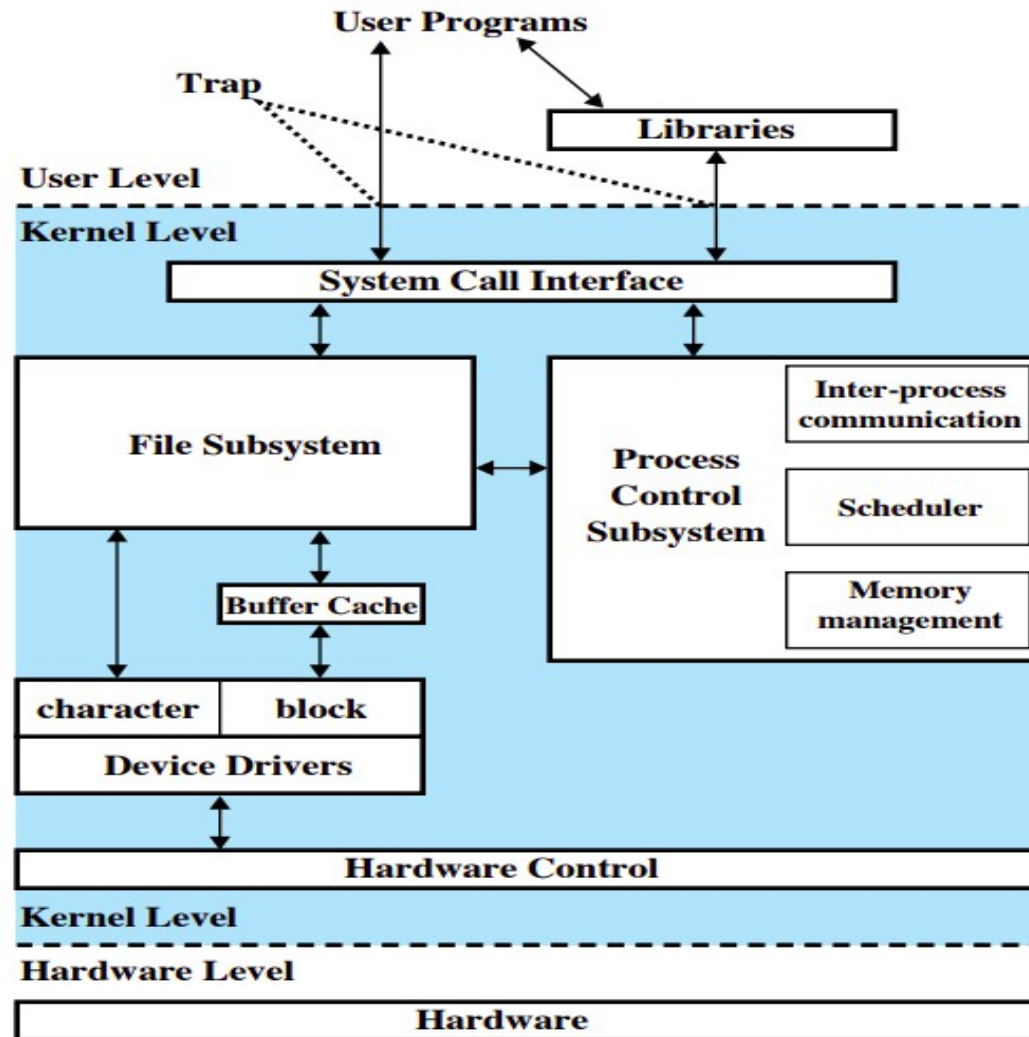 User Programs
Trap
Libraries
User Level
Kernel Level
System Call Interface
File Subsystem
Process
Control
Subsystem
Inter-process
communication
Scheduler
Memory
management
Buffer Cache
character
block
Device Drivers
Hardware Control
Kernel Level
Hardware Level
Hardware